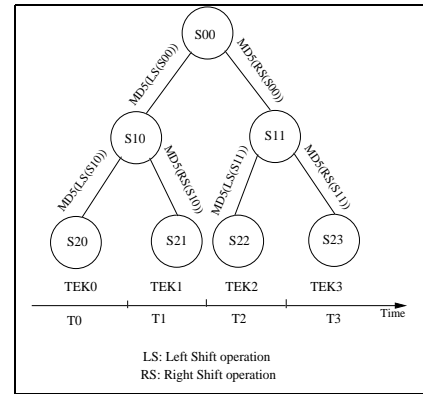 S00
MD5(LS(S00))
MD5(RS(S00))
S10
S11
MD5(LS(S10))
MD5(RS(S10))
MD5(LS(S11))
MD5(RS(S11))
S20
S21
S22
S23
TEK0
TEK1
TEK2
TEK3
Time
T0
T1
T2
T3
LS: Left Shift operation
RS: Right Shift operation